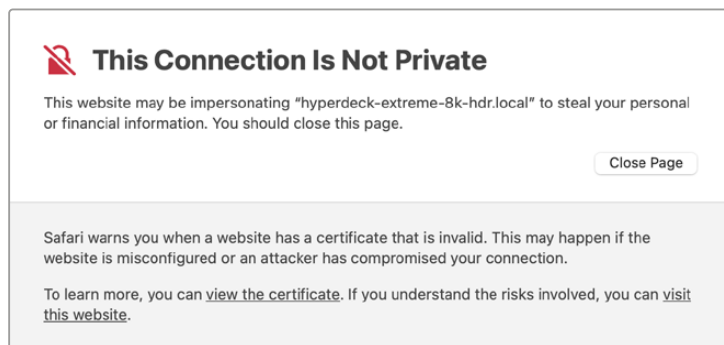 This Connection Is Not Private
This website may be impersonating “hyperdeck-extreme-8k-hdr.local” to steal your personal
or financial information. You should close this page.
Close Page
Safari warns you when a website has a certificate that is invalid. This may happen if the
website is misconfigured or an attacker has compromised your connection.
To learn more, you can view the certificate. If you understand the risks involved, you can visit
this website.